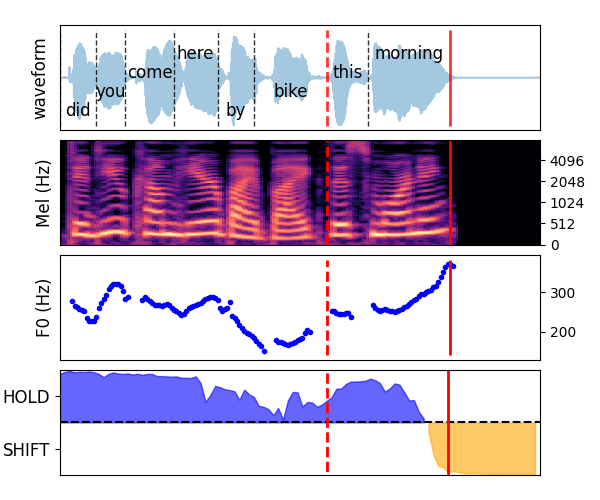 waveform
did you come here by bike this morning
Mel (Hz)
4096
2048
1024
512
0
F0 (Hz)
300
200
HOLD
SHIFT